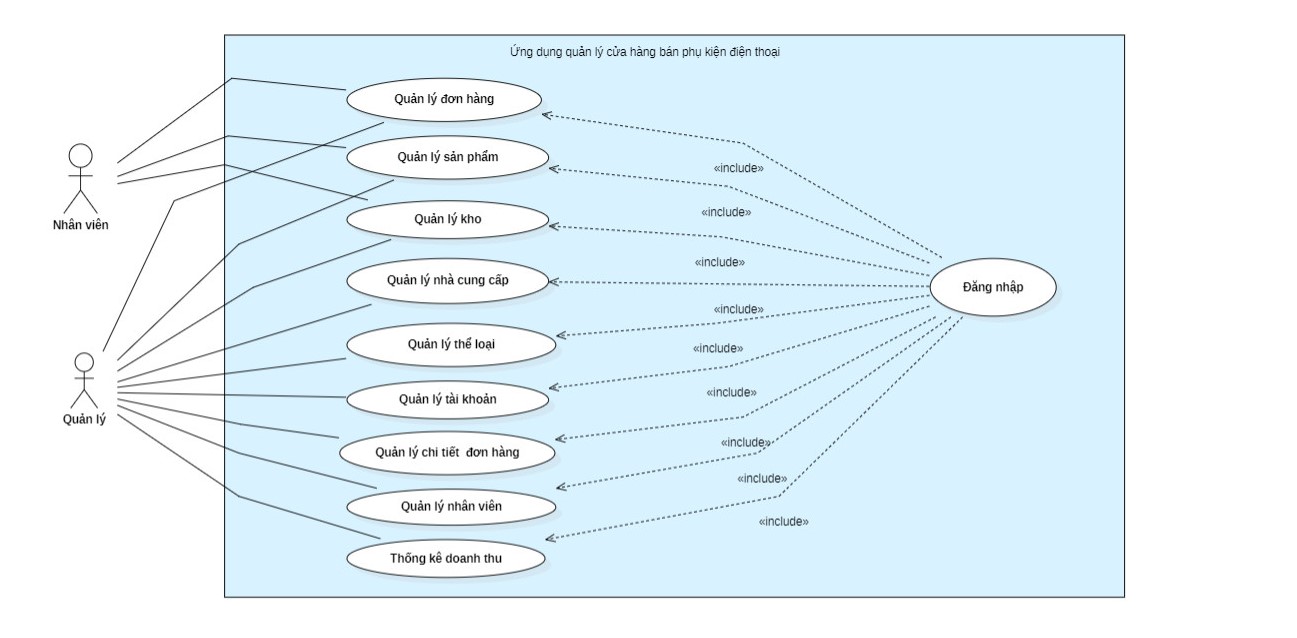 Ứng dụng quản lý cửa hàng bán phụ kiện điện thoại
Quản lý đơn hàng
Quản lý sản phẩm
«include»
Nhân viên
Quản lý kho
«include»
«include»
Quản lý nhà cung cấp
Đăng nhập
«include»
Quản lý thể loại
«include»
Quản lý
Quản lý tài khoản
«include»
Quản lý chi tiết  đơn hàng
«include»
«include»
Quản lý nhân viên
«include»
Thống kê doanh thu